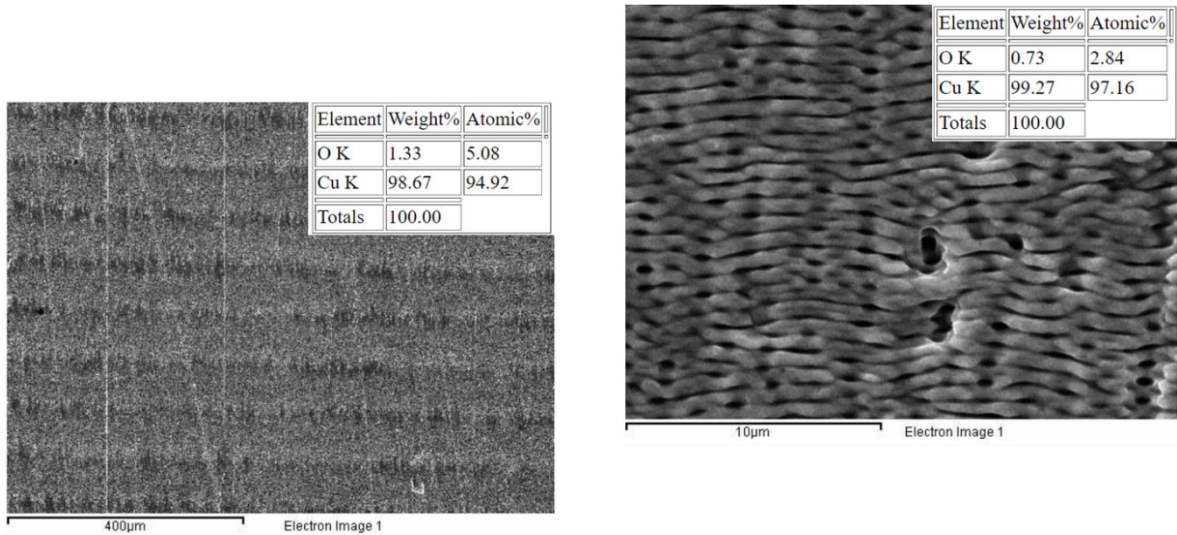 Element Weight% Atomic%
O K 1.33 5.08
Cu K 98.67 94.92
Totals 100.00
400µm Electron Image 1
Element Weight% Atomic%
O K 0.73 2.84
Cu K 99.27 97.16
Totals 100.00
10µm Electron Image 1